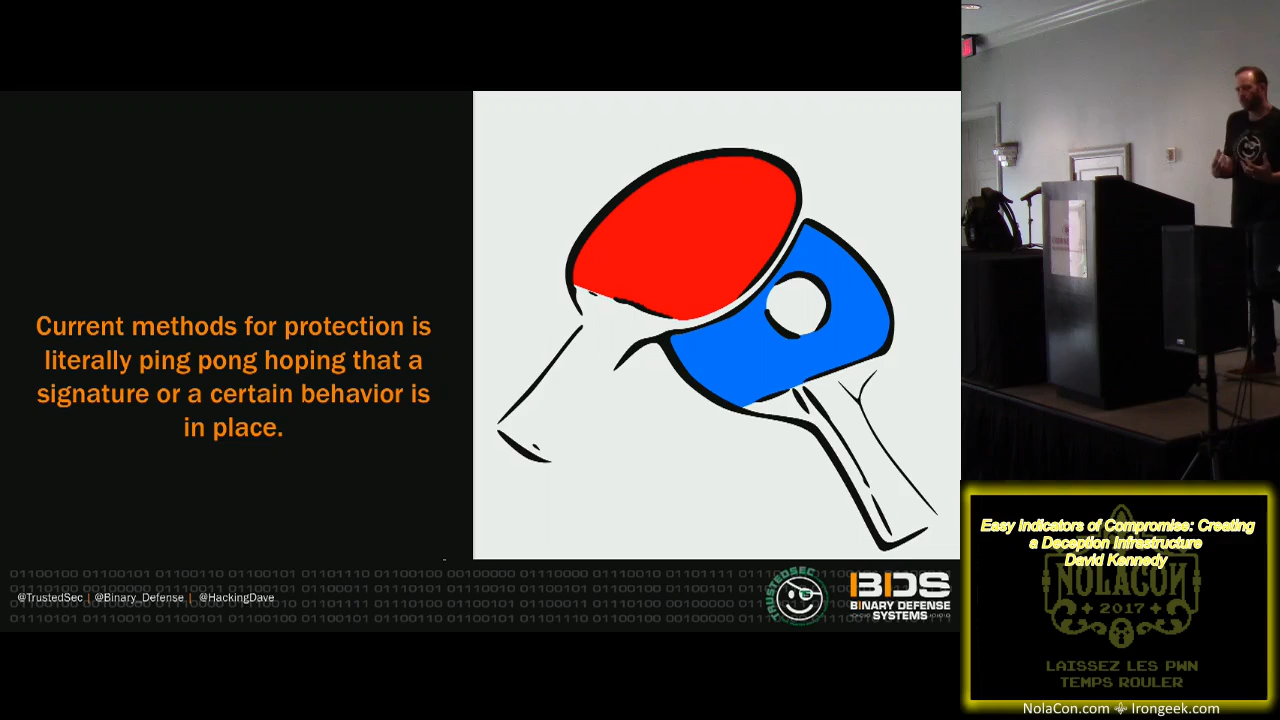 Current methods for protection is
literally ping pong hoping that a
signature or a certain behavior is
in place.
@TrustedSec | @Binary_Defense | @HackingDave
TRUSTEDSEC
TS
BDS
BINARY DEFENSE
SYSTEMS
Easy Indicators of Compromise: Creating
a Deception Infrastructure
David Kennedy
NOLACON
2017
LAISSEZ LES PWN
TEMPS ROULER
NolaCon.com Irongeek.com